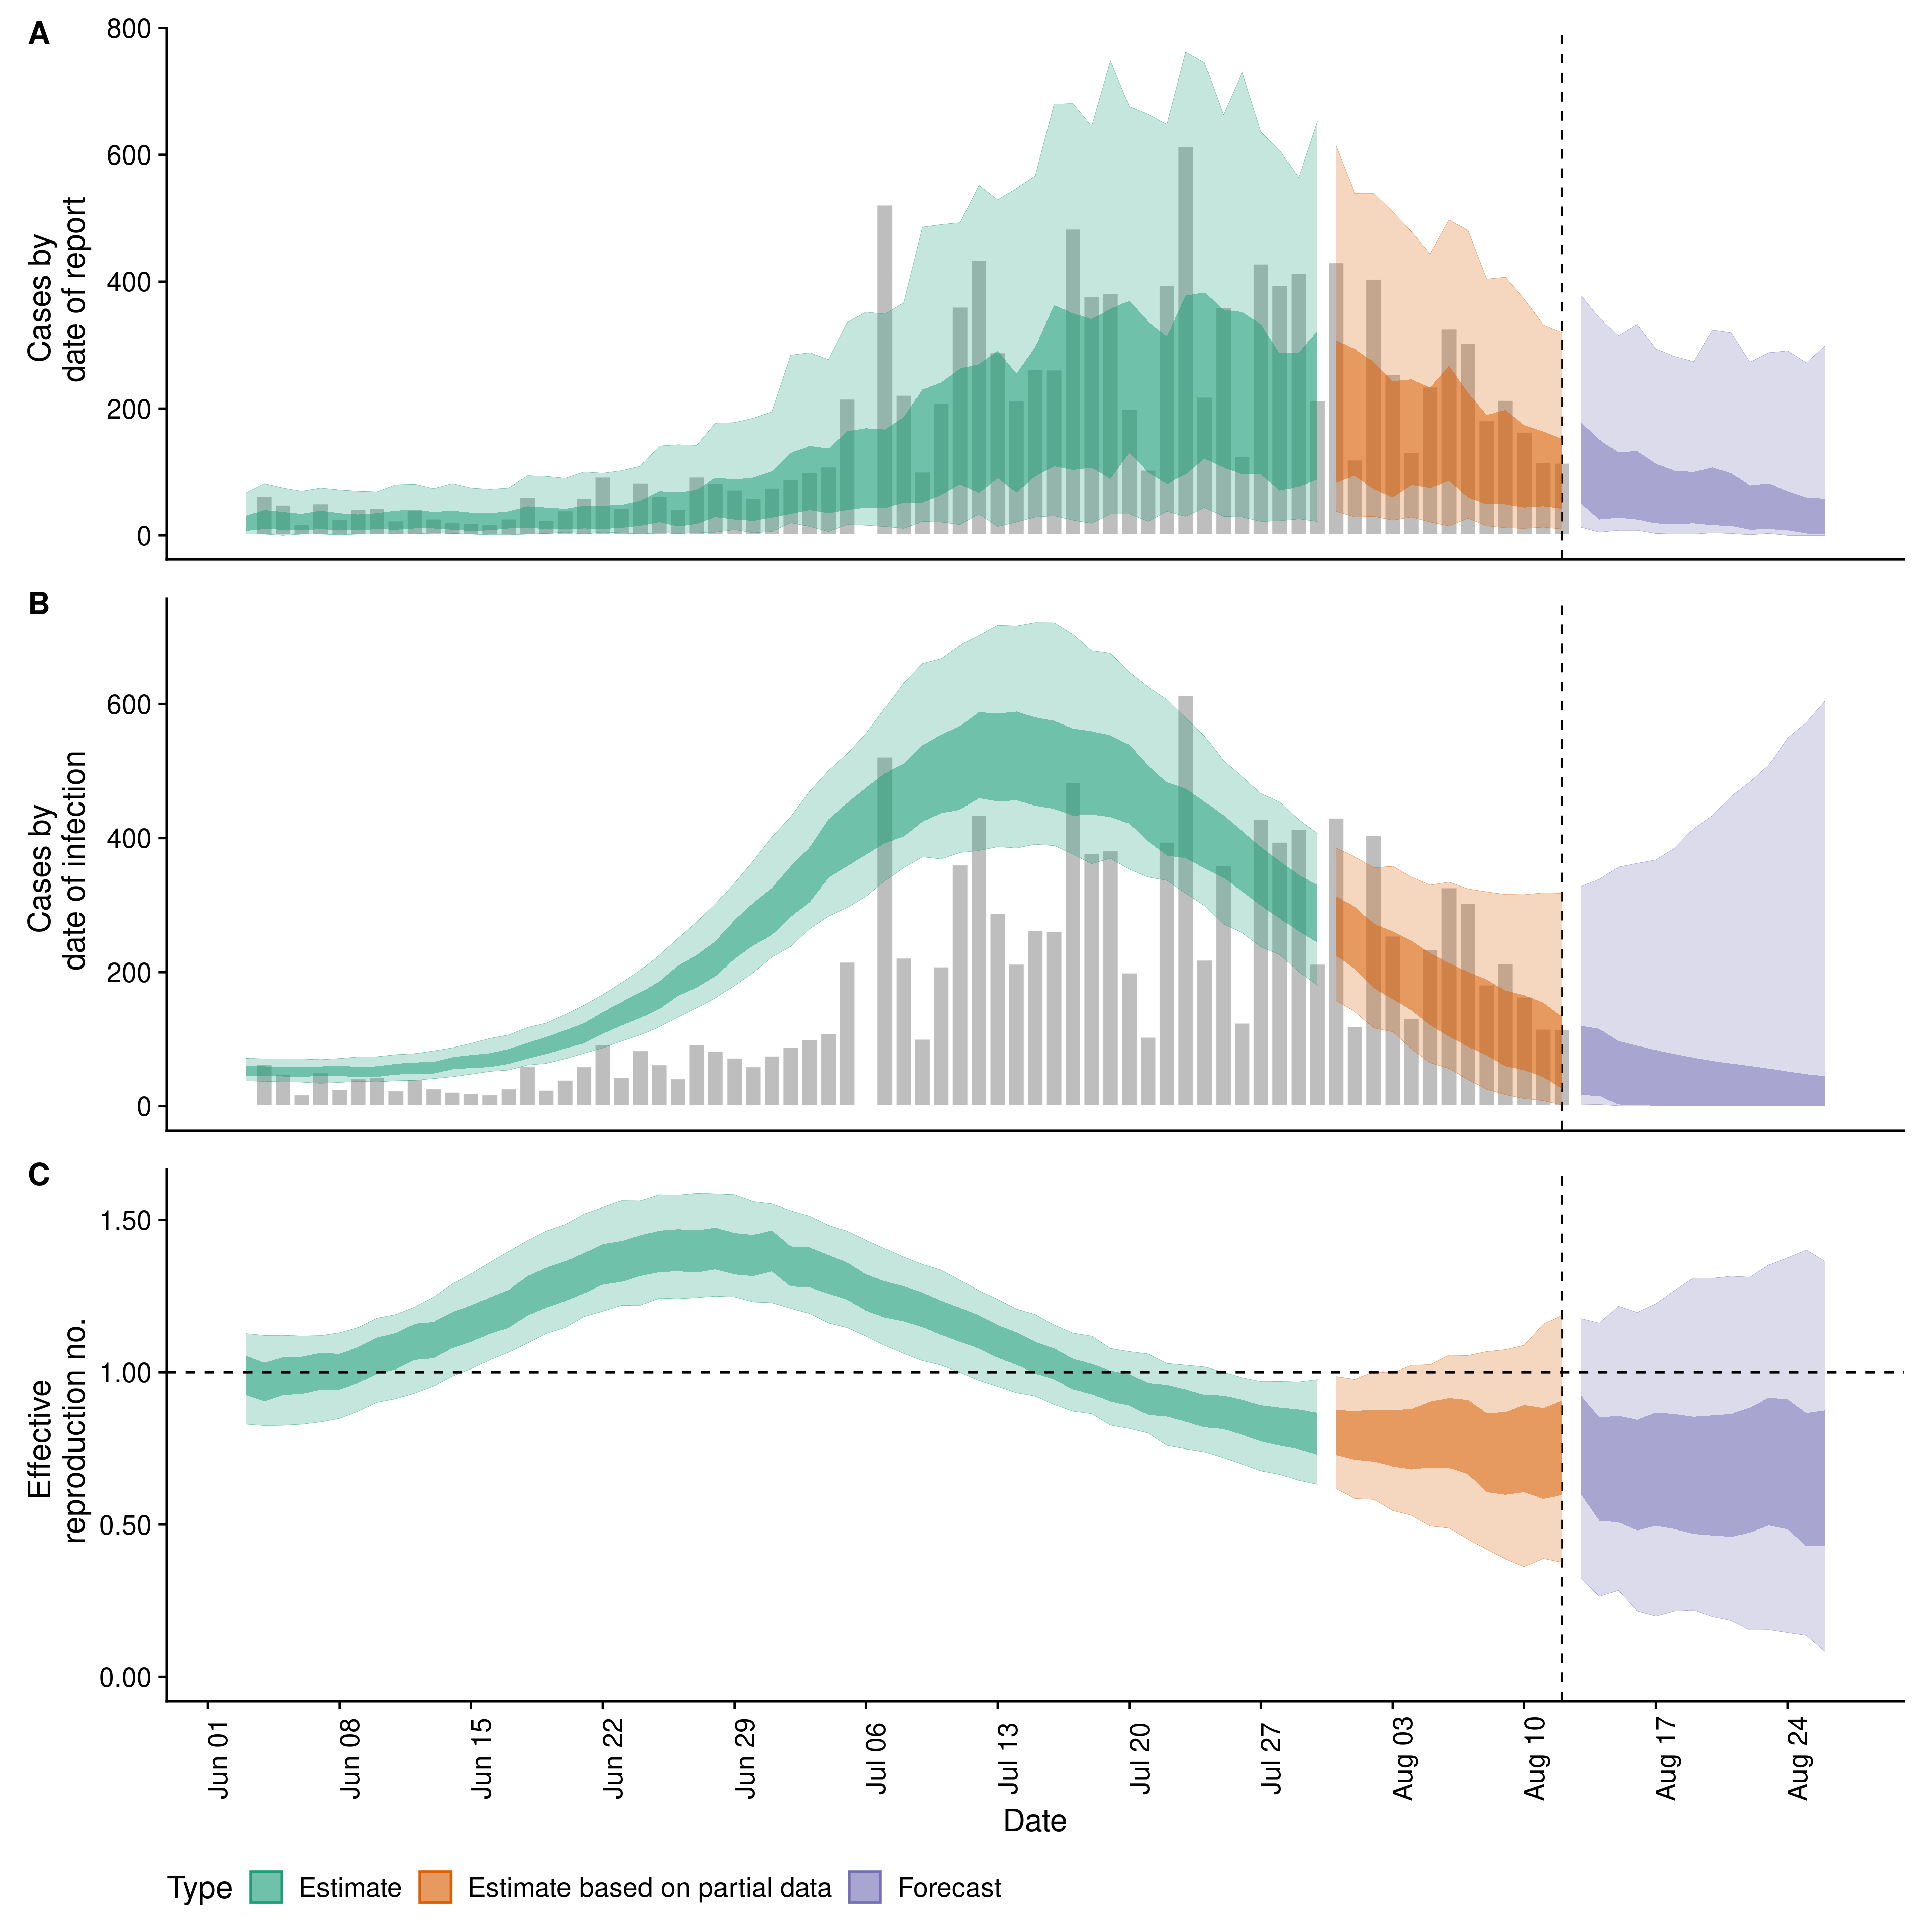 A
Cases by
date of report
800
600
400
200
0
B
Cases by
date of infection
600
400
200
0
C
Effective
reproduction no.
1.50
1.00
0.50
0.00
Jun 01
Jun 08
Jun 15
Jun 22
Jun 29
Jul 06
Jul 13
Jul 20
Jul 27
Aug 03
Aug 10
Aug 17
Aug 24
Date
Type Estimate Estimate based on partial data Forecast